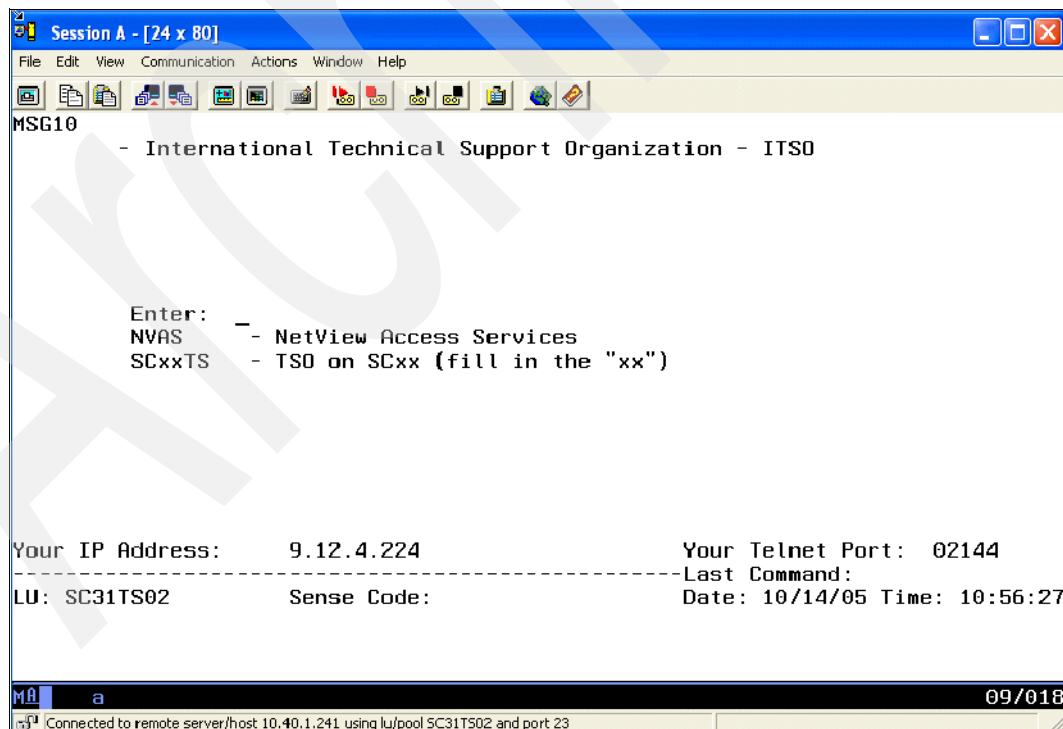 Session A - [24 x 80]
File Edit View Communication Actions Window Help
MSG10
- International Technical Support Organization - ITSO
Enter:
NVAS - NetView Access Services
SCxxTS - TSO on SCxx (fill in the "xx")
Your IP Address: 9.12.4.224 Your Telnet Port: 02144
-----------------------------------------------------Last Command:
LU: SC31TS02 Sense Code: Date: 10/14/05 Time: 10:56:27
MA a 09/018
Connected to remote server/host 10.40.1.241 using lu/pool SC31TS02 and port 23